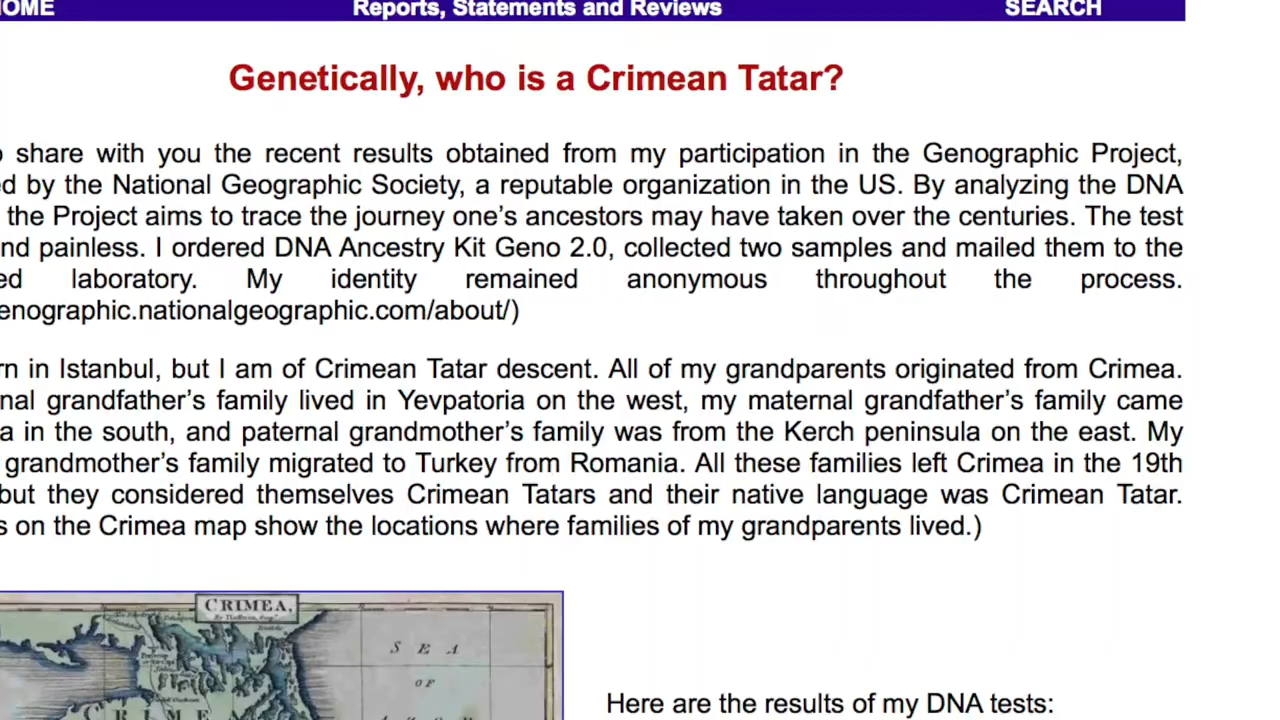 HOME Reports, Statements and Reviews SEARCH
Genetically, who is a Crimean Tatar?
share with you the recent results obtained from my participation in the Genographic Project,
ed by the National Geographic Society, a reputable organization in the US. By analyzing the DNA
the Project aims to trace the journey one's ancestors may have taken over the centuries. The test
nd painless. I ordered DNA Ancestry Kit Geno 2.0, collected two samples and mailed them to the
ed laboratory. My identity remained anonymous throughout the process.
enographic.nationalgeographic.com/about/)
rn in Istanbul, but I am of Crimean Tatar descent. All of my grandparents originated from Crimea.
nal grandfather's family lived in Yevpatoria on the west, my maternal grandfather's family came
a in the south, and paternal grandmother's family was from the Kerch peninsula on the east. My
grandmother's family migrated to Turkey from Romania. All these families left Crimea in the 19th
but they considered themselves Crimean Tatars and their native language was Crimean Tatar.
s on the Crimea map show the locations where families of my grandparents lived.)
CRIMEA,
SEA
OF
CRIMEA
Here are the results of my DNA tests: